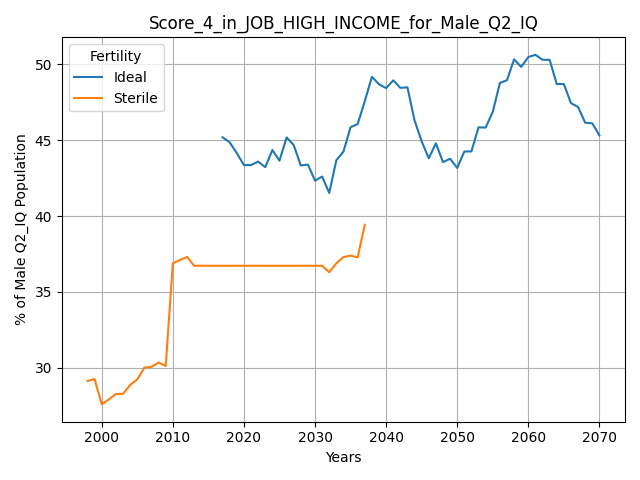 Score_4_in_JOB_HIGH_INCOME_for_Male_Q2_IQ
Fertility
Ideal
Sterile
% of Male Q2_IQ Population
50
45
40
35
30
2000 2010 2020 2030 2040 2050 2060 2070
Years